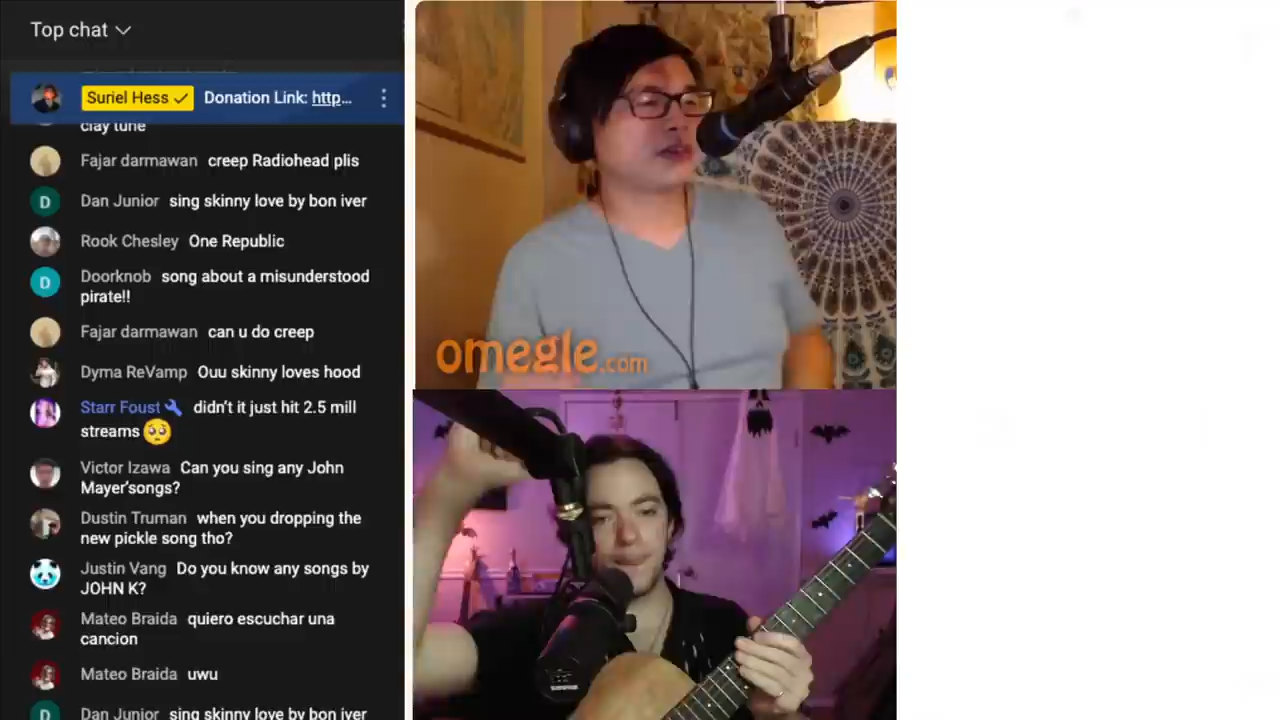 Top chat
Suriel Hess Donation Link: http...
clay tune
Fajar darmawan creep Radiohead plis
D Dan Junior sing skinny love by bon iver
Rook Chesley One Republic
D Doorknob song about a misunderstood
pirate!!
Fajar darmawan can u do creep
Dyma ReVamp Ouu skinny loves hood
Starr Foust didn't it just hit 2.5 mill
streams
Victor Izawa Can you sing any John
Mayer'songs?
Dustin Truman when you dropping the
new pickle song tho?
Justin Vang Do you know any songs by
JOHN K?
Mateo Braida quiero escuchar una
cancion
Mateo Braida uwu
D Dan Junior sing skinny love by bon iver
omegle.com
SHURE